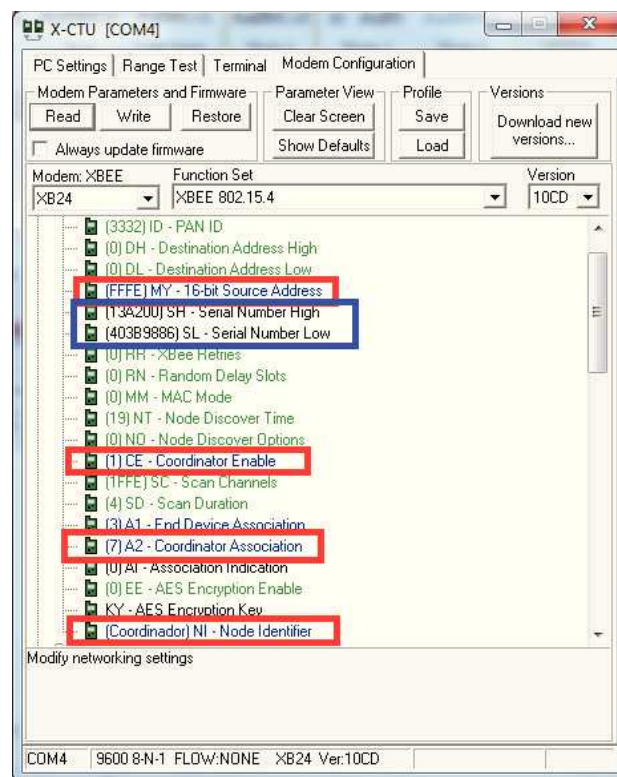 X-CTU [COM4]
PC Settings Range Test Terminal Modem Configuration
Modem Parameters and Firmware Parameter View Profile Versions
Read Write Restore Clear Screen Save Download new versions...
Always update firmware Show Defaults Load
Modem: XBEE Function Set Version
XB24 XBEE 802.15.4 10CD
(3332) ID - PAN ID
(0) DH - Destination Address High
(0) DL - Destination Address Low
(FFFE) MY - 16-bit Source Address
(13A200) SH - Serial Number High
(403B9886) SL - Serial Number Low
(0) RR - XBee Retries
(0) RN - Random Delay Slots
(0) MM - MAC Mode
(19) NT - Node Discover Time
(0) NO - Node Discover Options
(1) CE - Coordinator Enable
(1FFE) SC - Scan Channels
(4) SD - Scan Duration
(3) A1 - End Device Association
(7) A2 - Coordinator Association
(0) AI - Association Indication
(0) EE - AES Encryption Enable
KY - AES Encryption Key
(Coordinador) NI - Node Identifier
Modify networking settings
COM4 9600 8-N-1 FLOW:NONE XB24 Ver:10CD